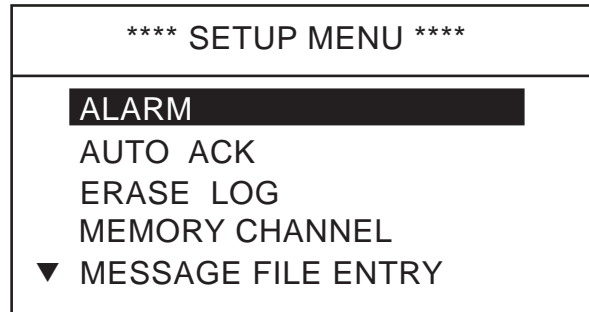 **** SETUP MENU ****
ALARM
AUTO ACK
ERASE LOG
MEMORY CHANNEL
▼ MESSAGE FILE ENTRY